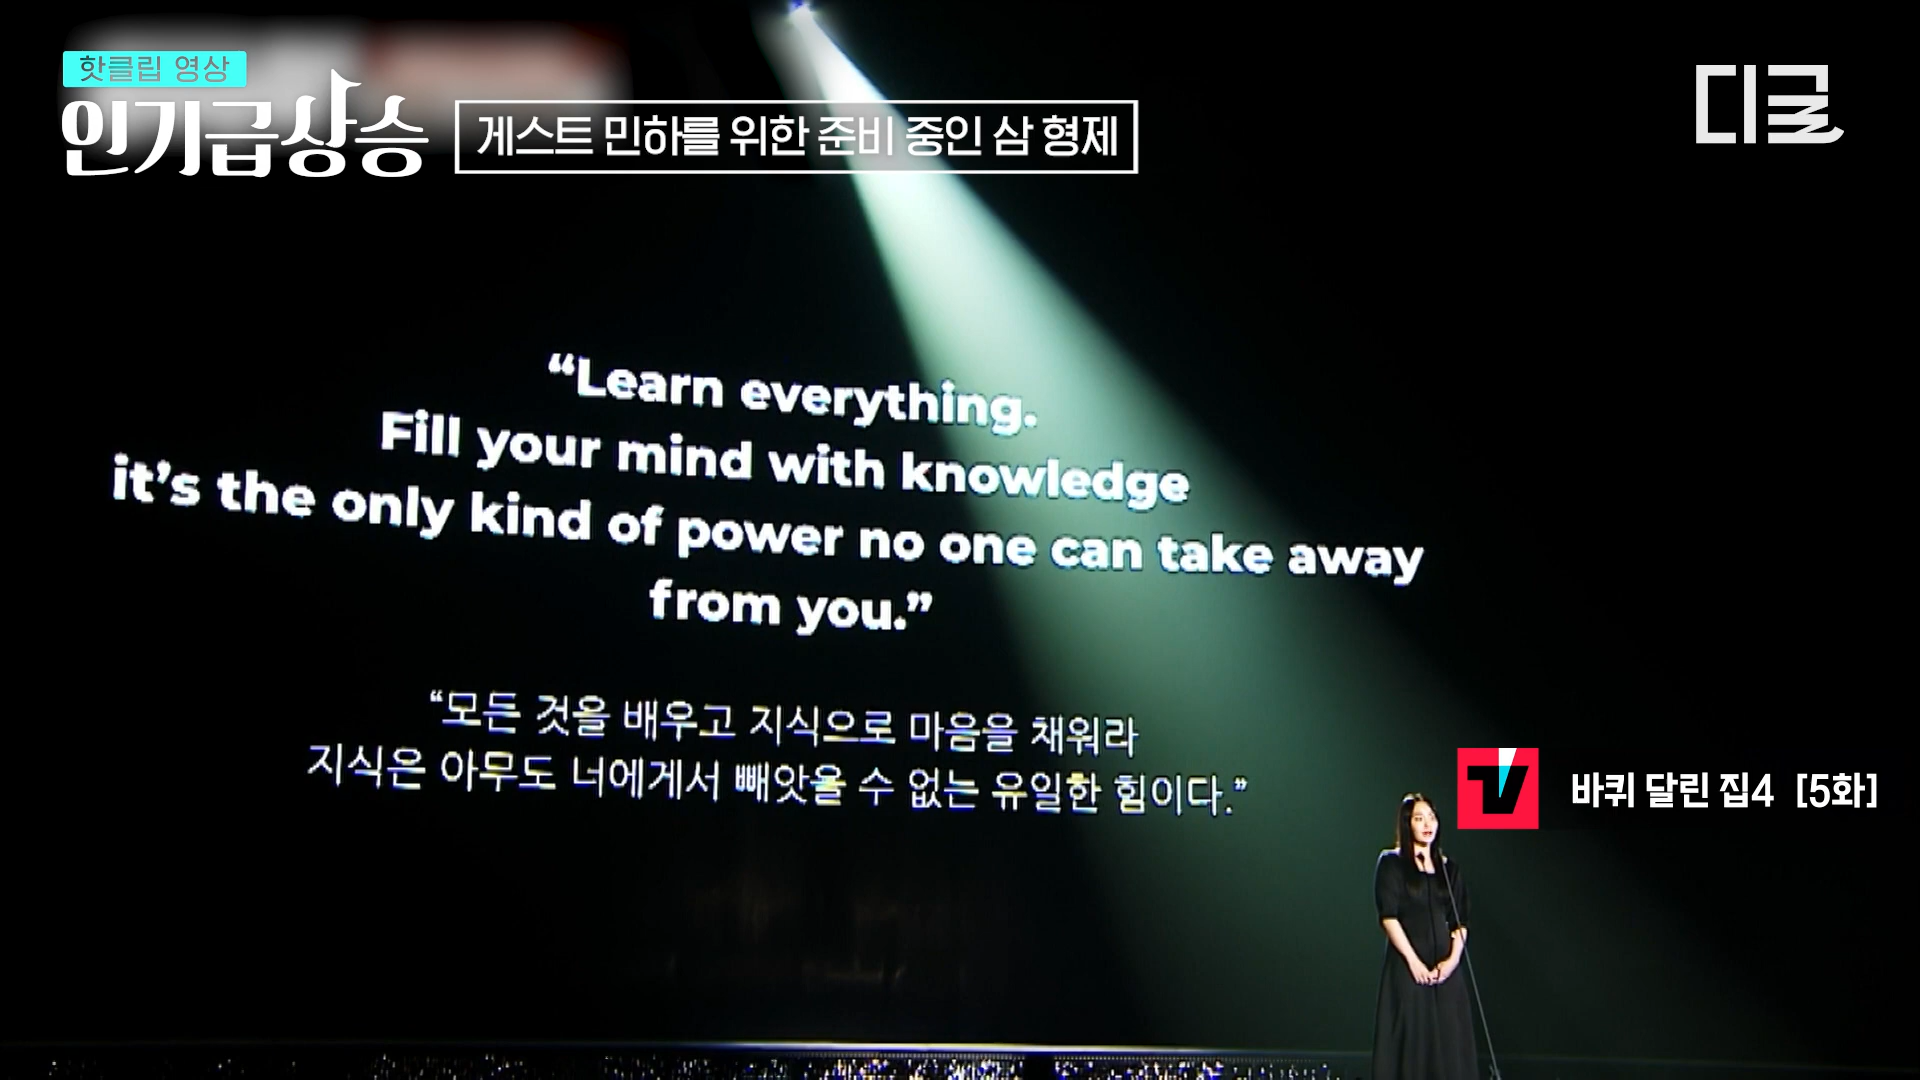 핫클립 영상
인기급상승
게스트 민하를 위한 준비 중인 삼 형제
디글
“Learn everything.
Fill your mind with knowledge
it’s the only kind of power no one can take away
from you.”
“모든 것을 배우고 지식으로 마음을 채워라
지식은 아무도 너에게서 빼앗을 수 없는 유일한 힘이다.”
바퀴 달린 집4 [5화]